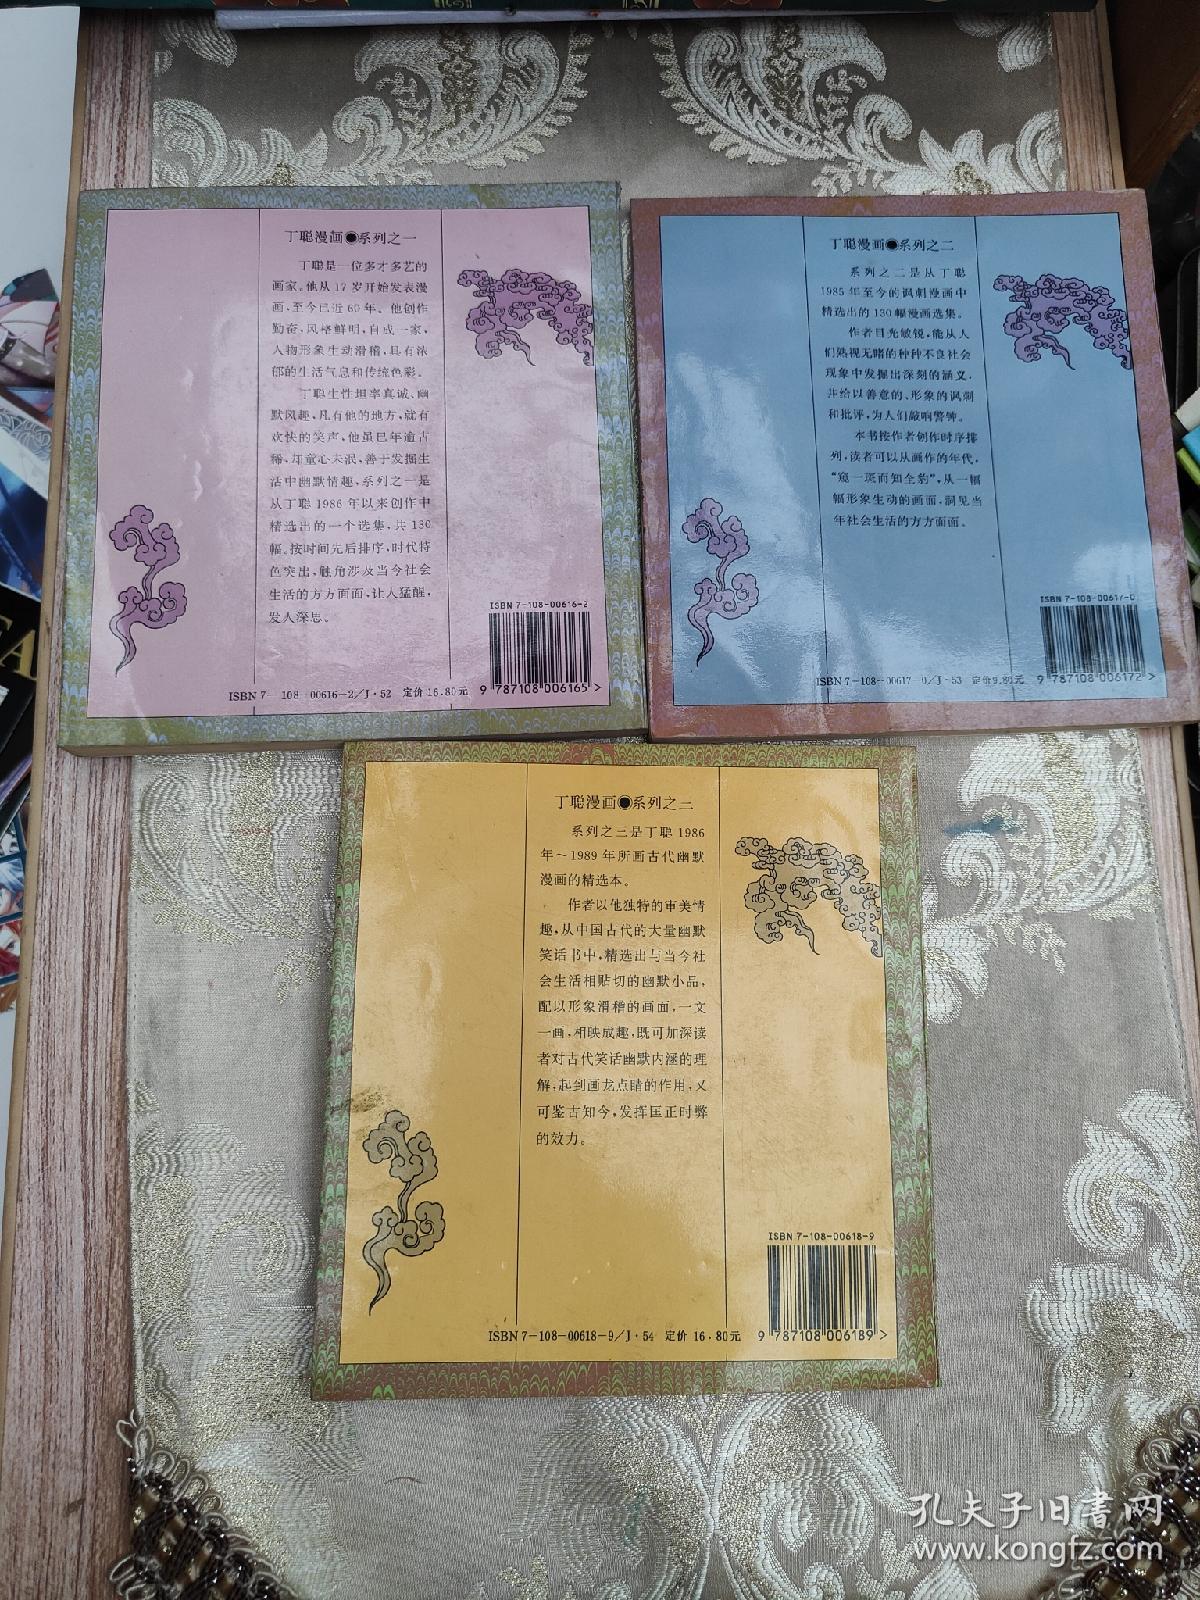 丁聪漫画●系列之一
丁聪是一位多才多艺的
画家。他从17岁开始发表漫
画,至今已近60年。他创作
勤奋,风格鲜明,自成一家,
人物形象生动滑稽,具有浓
郁的生活气息和传统色彩。
丁聪生性坦率真诚、幽
默风趣,凡有他的地方,就有
欢快的笑声,他虽已年逾古
稀,却童心未泯,善于发掘生
活中幽默情趣,系列之一是
从丁聪1986年以来创作中
精选出的一个选集,共130
幅。按时间先后排序,时代特
色突出,触角涉及当今社会
生活的方方面面,让人猛醒,
发人深思。
ISBN 7-108-00616-2
ISBN 7-108-00616-2/J·52 定价 16.80元
9 787108 006165>
丁聪漫画●系列之二
系列之二是从丁聪
1985年至今的讽刺漫画中
精选出的130幅漫画选集。
作者目光敏锐,能从人
们熟视无睹的种种不良社会
现象中发掘出深刻的涵义,
并给以善意的、形象的讽刺
和批评,为人们敲响警钟。
本书按作者创作时序排
列,读者可以从画作的年代,
“窥一斑而知全豹”,从一幅
幅形象生动的画面,洞见当
年社会生活的方方面面。
ISBN 7-108-00617-0
ISBN 7-108-00617-0/J·53 定价9.80元
9 787108 006172>
丁聪漫画●系列之三
系列之三是丁聪1986
年~1989年所画古代幽默
漫画的精选本。
作者以他独特的审美情
趣,从中国古代的大量幽默
笑话书中,精选出与当今社
会生活相贴切的幽默小品,
配以形象滑稽的画面,一文
一画,相映成趣,既可加深读
者对古代笑话幽默内涵的理
解,起到画龙点睛的作用,又
可鉴古知今,发挥匡正时弊
的效力。
ISBN 7-108-00618-9
ISBN 7-108-00618-9/J·54 定价 16.80元
9 787108 006189>
孔夫子旧书网
www.kongfz.com